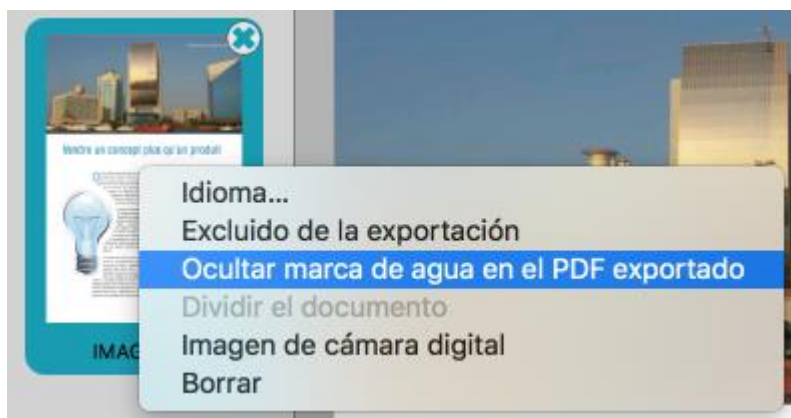 Vendre un concept plus qu'un produit
Idioma...
Excluido de la exportación
Ocultar marca de agua en el PDF exportado
Dividir el documento
IMAG
Imagen de cámara digital
Borrar